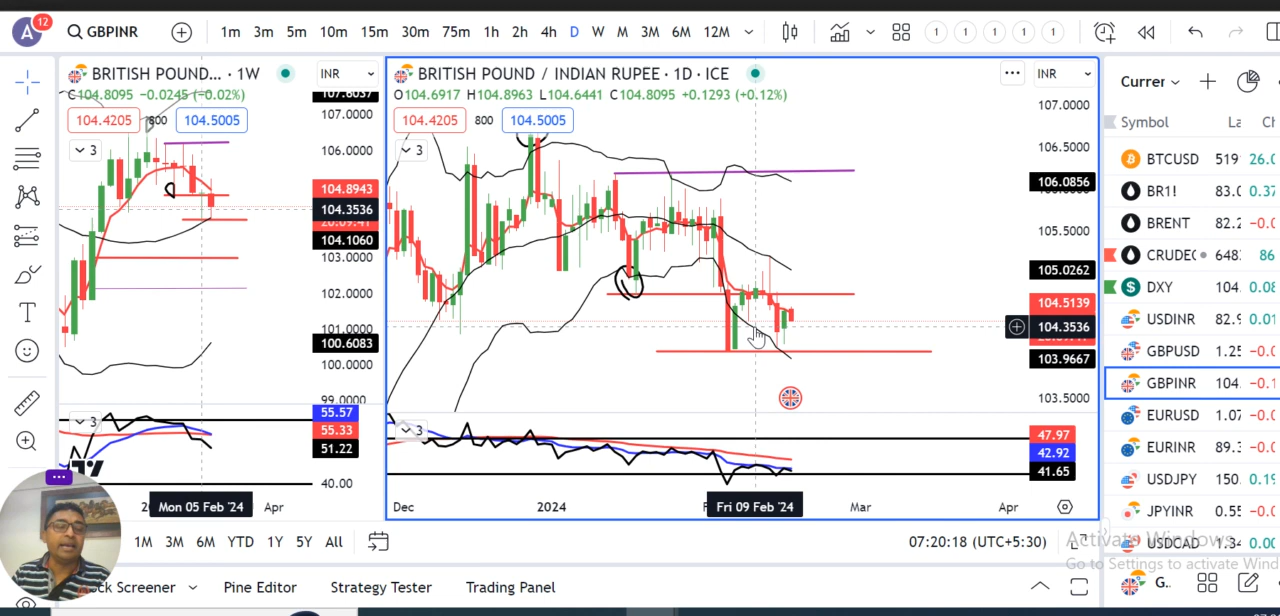 A 12 GBPINR 1m 3m 5m 10m 15m 30m 75m 1h 2h 4h D W M 3M 6M 12M 1 1 1 1 1
BRITISH POUND... · 1W INR
C104.8095 −0.0245 (−0.02%)
104.4205 800 104.5005
3
107.0000
106.0000
104.8943
104.3536
104.1060
103.0000
102.0000
101.0000
100.6083
100.0000
99.0000
3
55.57
55.33
51.22
40.00
Mon 05 Feb '24 Apr
BRITISH POUND / INDIAN RUPEE · 1D · ICE INR
O104.6917 H104.8963 L104.6441 C104.8095 +0.1293 (+0.12%)
104.4205 800 104.5005
3
107.0000
106.5000
106.0856
105.5000
105.0262
104.5139
104.3536
103.9667
103.5000
3
47.97
42.92
41.65
Dec 2024 Fri 09 Feb '24 Mar Apr
Currer
Symbol
BTCUSD 519 26.0
BR1! 83.0 0.37
BRENT 82.2 -0.0
CRUDEC 648 86
DXY 104. 0.08
USDINR 82.9 0.01
GBPUSD 1.25 -0.0
GBPINR 104. -0.1
EURUSD 1.07 -0.0
EURINR 89.3 -0.0
USDJPY 150. 0.19
JPYINR 0.55 -0.0
USDCAD 1.34 0.00
1M 3M 6M YTD 1Y 5Y All 07:20:18 (UTC+5:30)
Screener Pine Editor Strategy Tester Trading Panel
G..
Activate Windows
Go to Settings to activate Wind